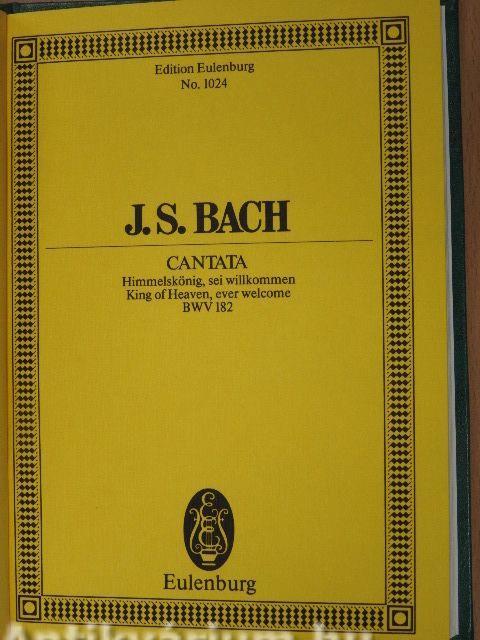 Edition Eulenburg
No. 1024
J. S. BACH
CANTATA
Himmelskönig, sei willkommen
King of Heaven, ever welcome
BWV 182
Eulenburg